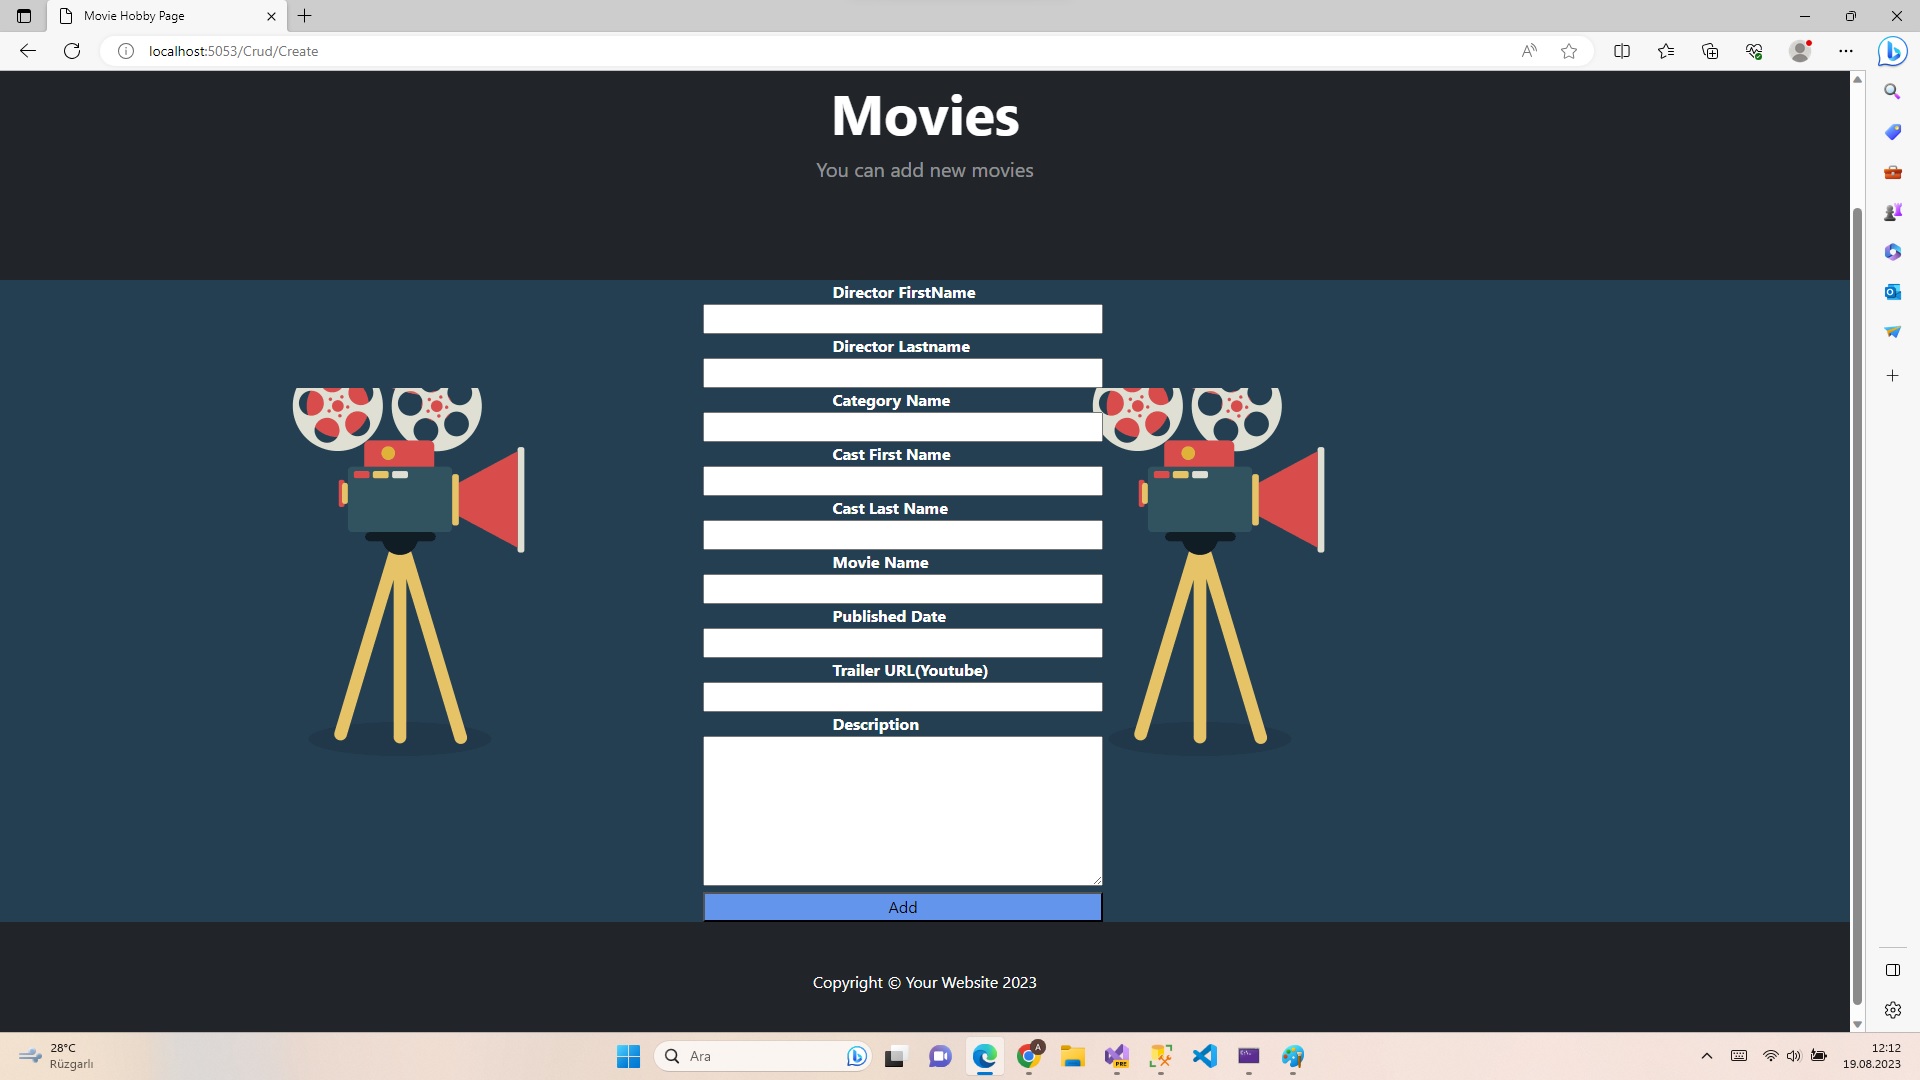 Movie Hobby Page
localhost:5053/Crud/Create
Movies
You can add new movies
Director FirstName
Director Lastname
Category Name
Cast First Name
Cast Last Name
Movie Name
Published Date
Trailer URL(Youtube)
Description
Add
Copyright © Your Website 2023
28°C
Rüzgarlı
Ara
A
PRE
12:12
19.08.2023